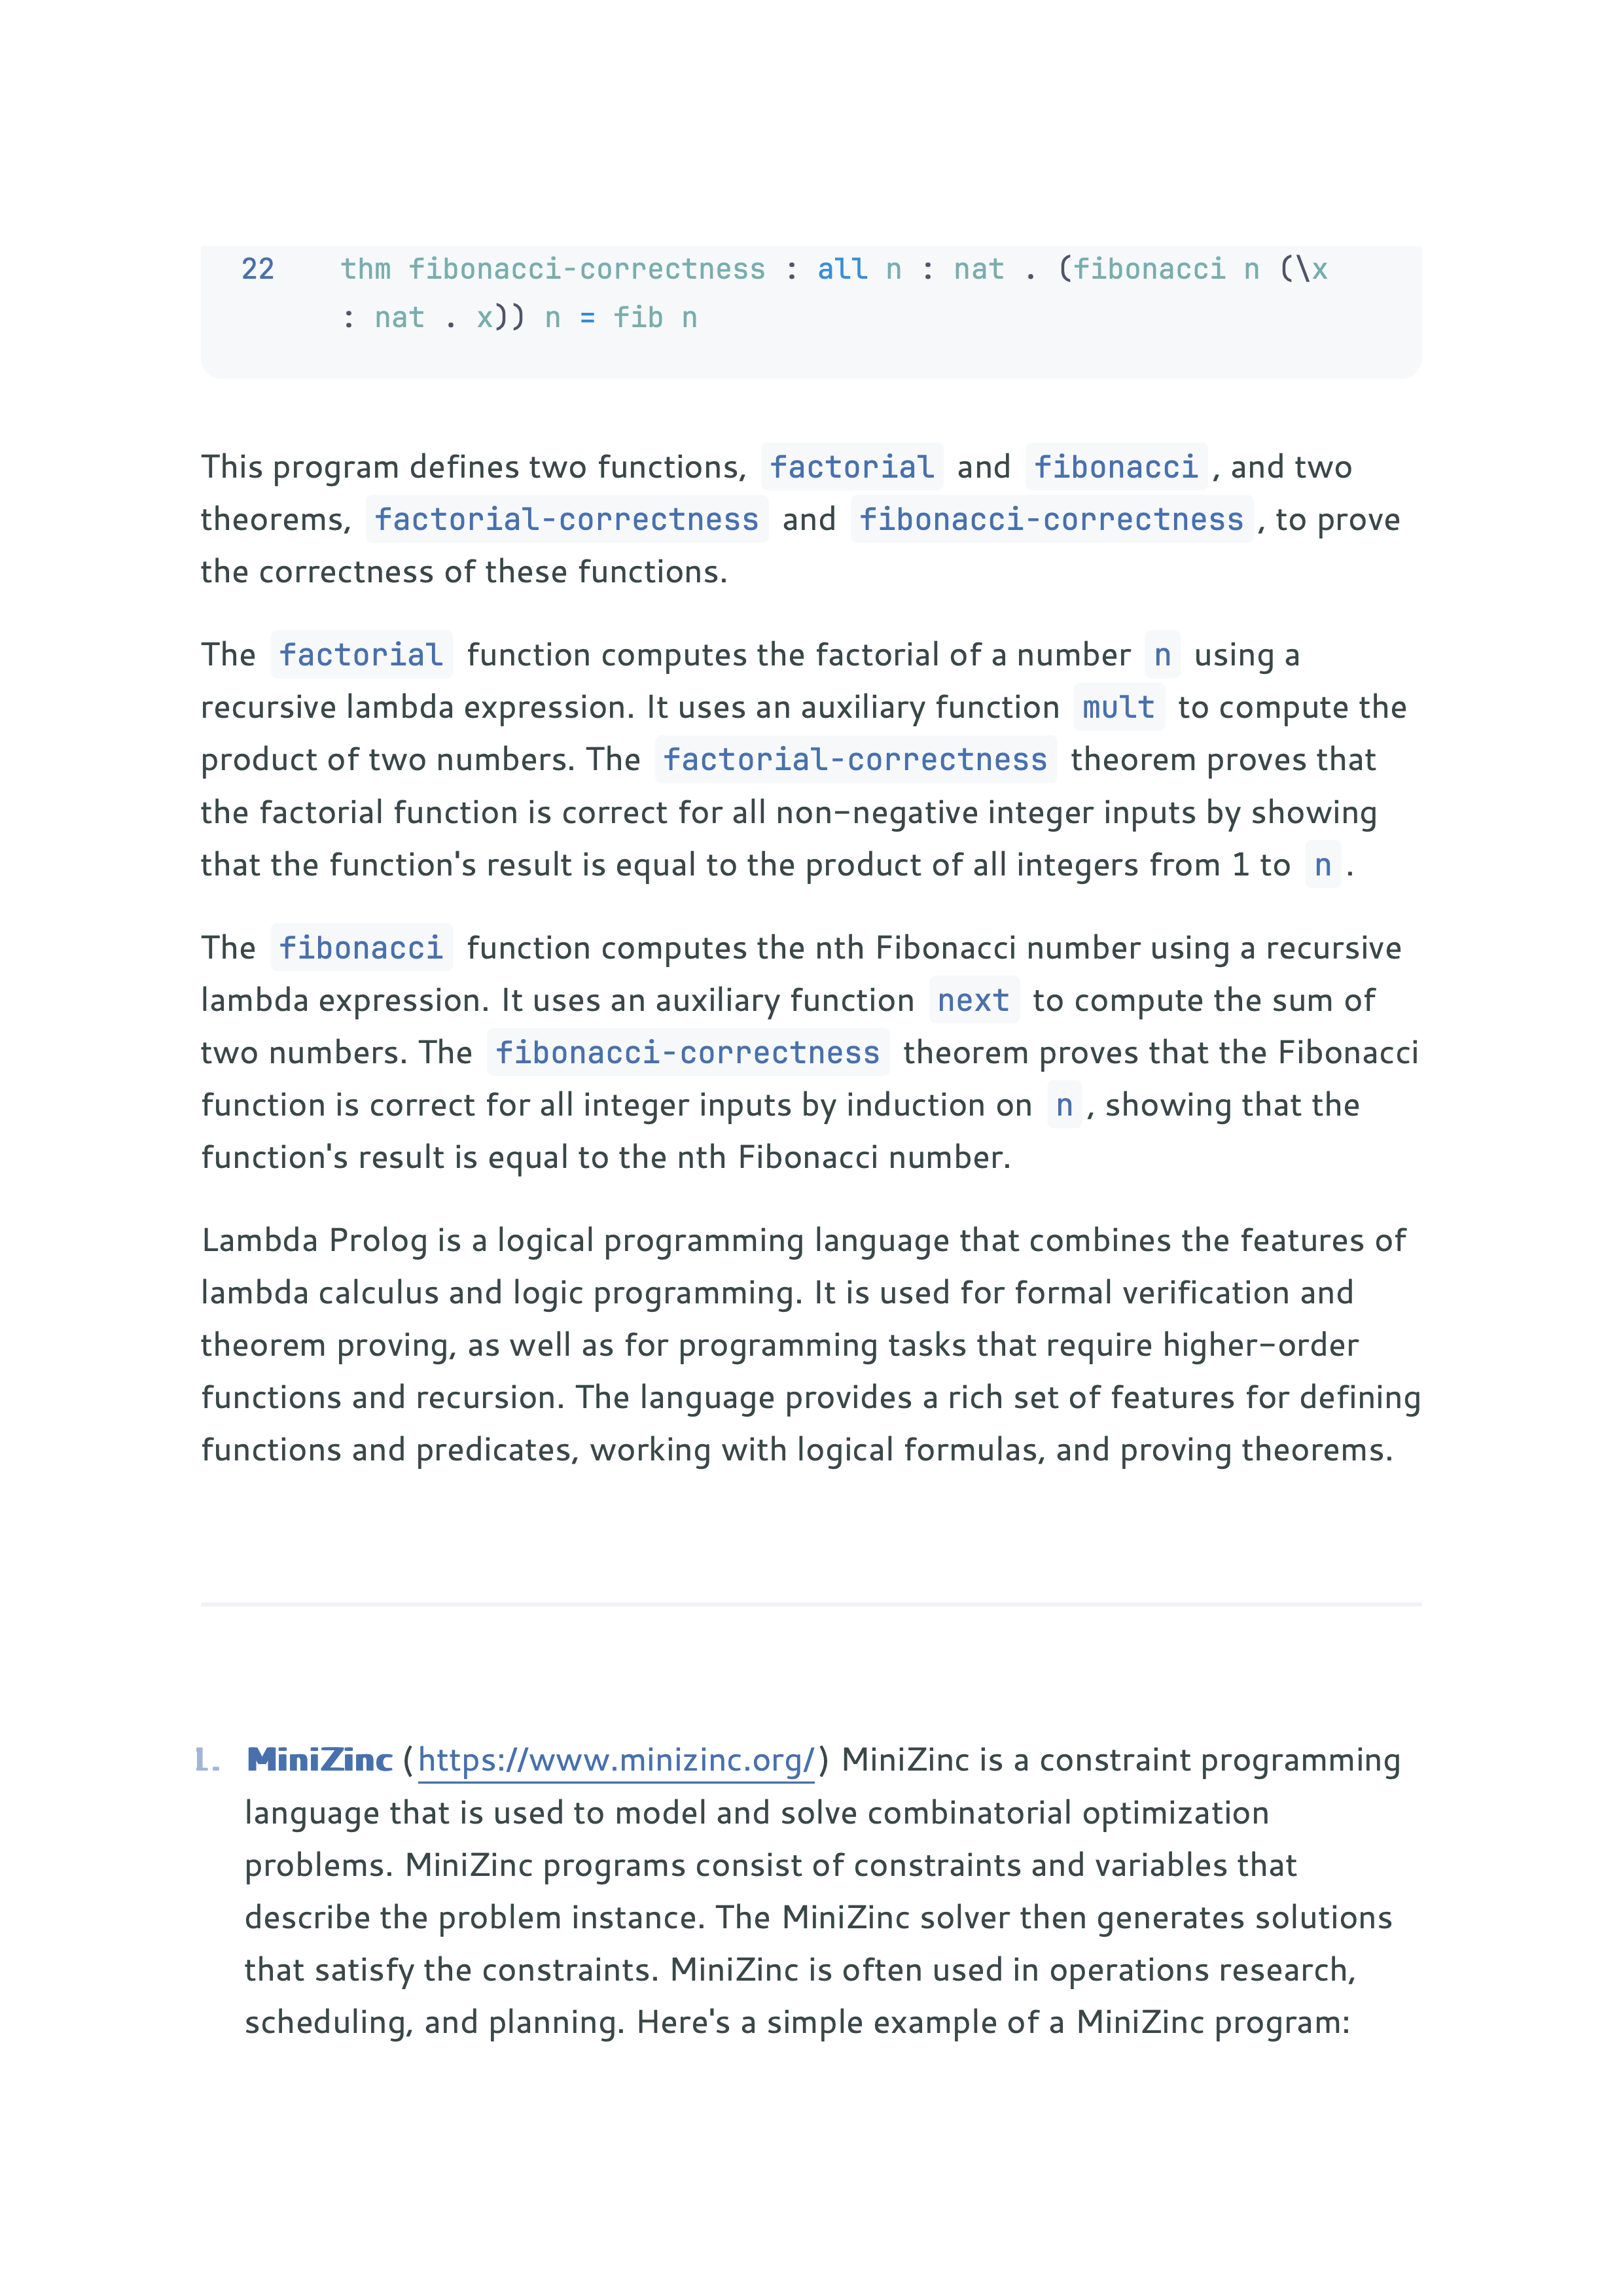 22 thm fibonacci-correctness : all n : nat . (fibonacci n (\x
: nat . x)) n = fib n
This program defines two functions, factorial and fibonacci, and two
theorems, factorial-correctness and fibonacci-correctness, to prove
the correctness of these functions.
The factorial function computes the factorial of a number n using a
recursive lambda expression. It uses an auxiliary function mult to compute the
product of two numbers. The factorial-correctness theorem proves that
the factorial function is correct for all non-negative integer inputs by showing
that the function's result is equal to the product of all integers from 1 to n.
The fibonacci function computes the nth Fibonacci number using a recursive
lambda expression. It uses an auxiliary function next to compute the sum of
two numbers. The fibonacci-correctness theorem proves that the Fibonacci
function is correct for all integer inputs by induction on n, showing that the
function's result is equal to the nth Fibonacci number.
Lambda Prolog is a logical programming language that combines the features of
lambda calculus and logic programming. It is used for formal verification and
theorem proving, as well as for programming tasks that require higher-order
functions and recursion. The language provides a rich set of features for defining
functions and predicates, working with logical formulas, and proving theorems.
1. MiniZinc (https://www.minizinc.org/) MiniZinc is a constraint programming
language that is used to model and solve combinatorial optimization
problems. MiniZinc programs consist of constraints and variables that
describe the problem instance. The MiniZinc solver then generates solutions
that satisfy the constraints. MiniZinc is often used in operations research,
scheduling, and planning. Here's a simple example of a MiniZinc program: